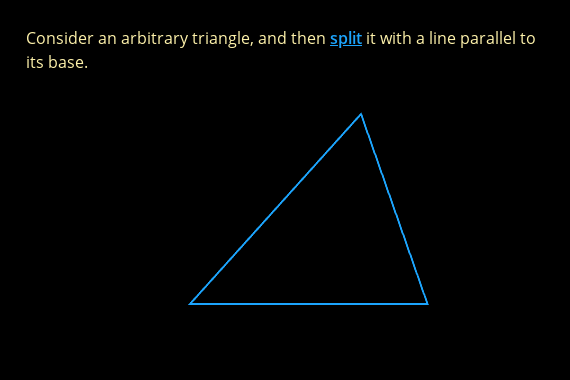 Consider an arbitrary triangle, and then split it with a line parallel to
its base.